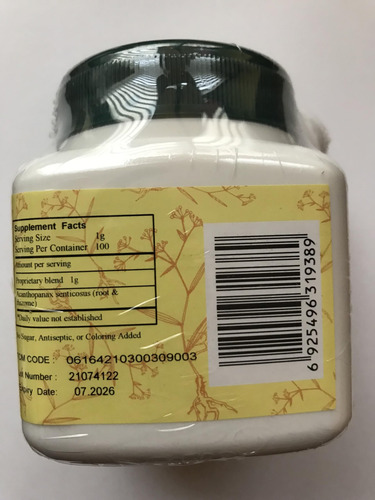 Supplement Facts
Serving Size 1g
Serving Per Container 100
Amount per serving
Proprietary blend 1g
Acanthopanax senticosus (root &
rhizome)
*Daily value not established
No Sugar, Antiseptic, or Coloring Added
COM CODE : 06164210300309003
Lot Number : 21074122
Expiry Date: 07.2026
6 925496 319389